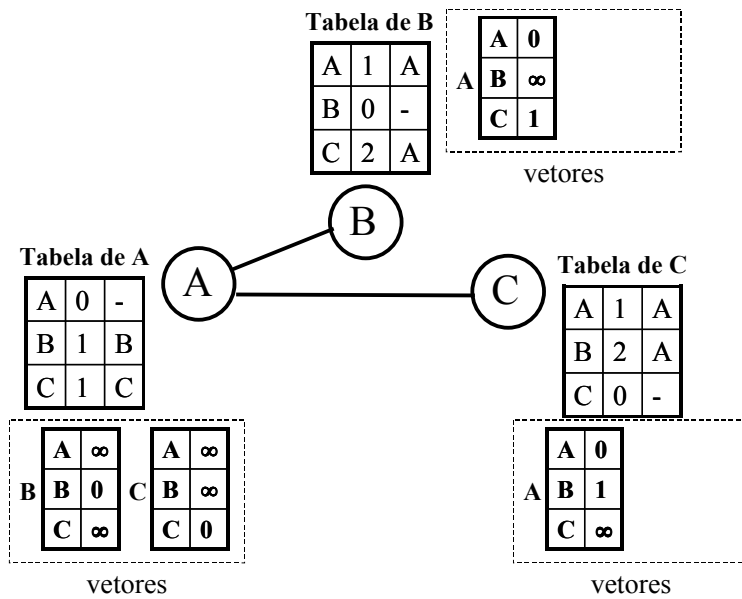 Tabela de B
A 1 A
B 0 -
C 2 A
A
A 0
B ∞
C 1
vetores
B
Tabela de A
A 0 -
B 1 B
C 1 C
A
C
Tabela de C
A 1 A
B 2 A
C 0 -
B
A ∞
B 0
C ∞
C
A ∞
B ∞
C 0
vetores
A
A 0
B 1
C ∞
vetores